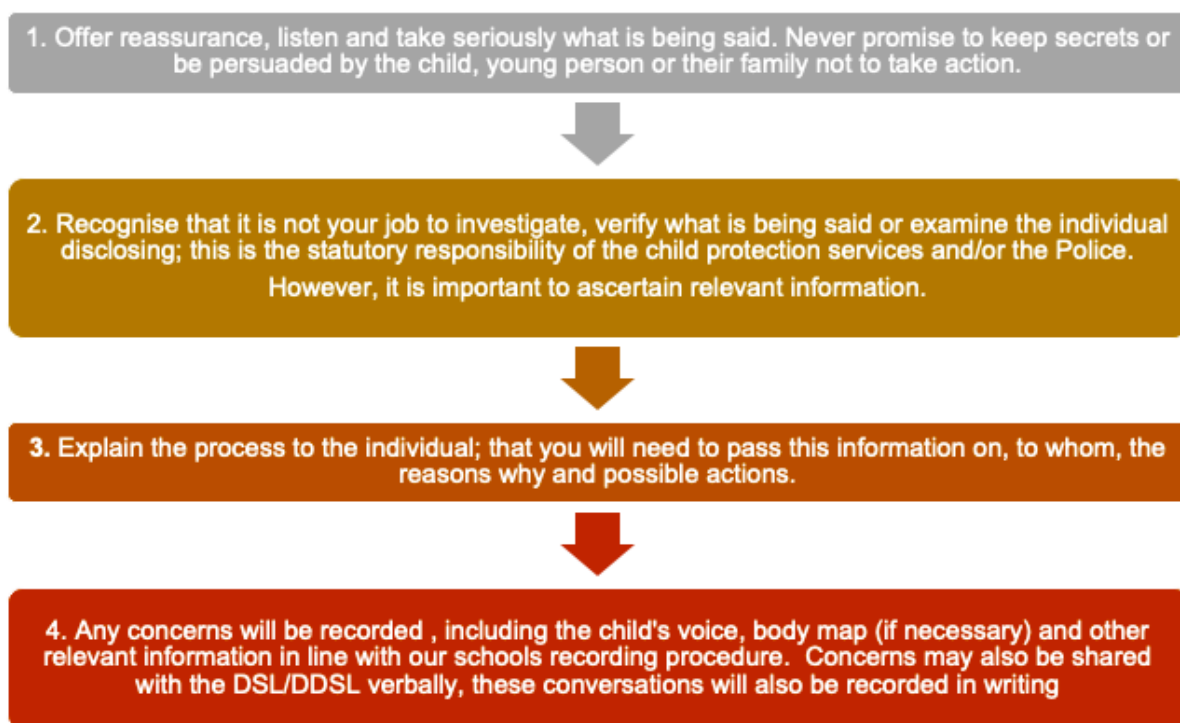 1. Offer reassurance, listen and take seriously what is being said. Never promise to keep secrets or
be persuaded by the child, young person or their family not to take action.
2. Recognise that it is not your job to investigate, verify what is being said or examine the individual
disclosing; this is the statutory responsibility of the child protection services and/or the Police.
However, it is important to ascertain relevant information.
3. Explain the process to the individual; that you will need to pass this information on, to whom, the
reasons why and possible actions.
4. Any concerns will be recorded , including the child's voice, body map (if necessary) and other
relevant information in line with our schools recording procedure.  Concerns may also be shared
with the DSL/DDSL verbally, these conversations will also be recorded in writing